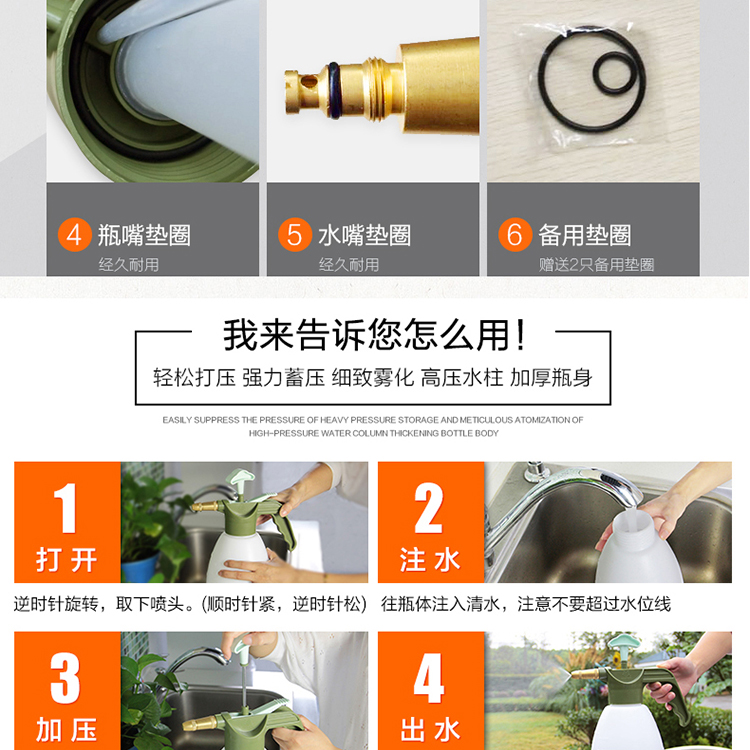 4 瓶嘴垫圈
经久耐用
5 水嘴垫圈
经久耐用
6 备用垫圈
赠送2只备用垫圈
我来告诉您怎么用!
轻松打压 强力蓄压 细致雾化 高压水柱 加厚瓶身
EASILY SUPPRESS THE PRESSURE OF HEAVY PRESSURE STORAGE AND METICULOUS ATOMIZATION OF
HIGH-PRESSURE WATER COLUMN THICKENING BOTTLE BODY
1
打开
2
注水
逆时针旋转，取下喷头。(顺时针紧，逆时针松)
往瓶体注入清水，注意不要超过水位线
3
加压
4
出水